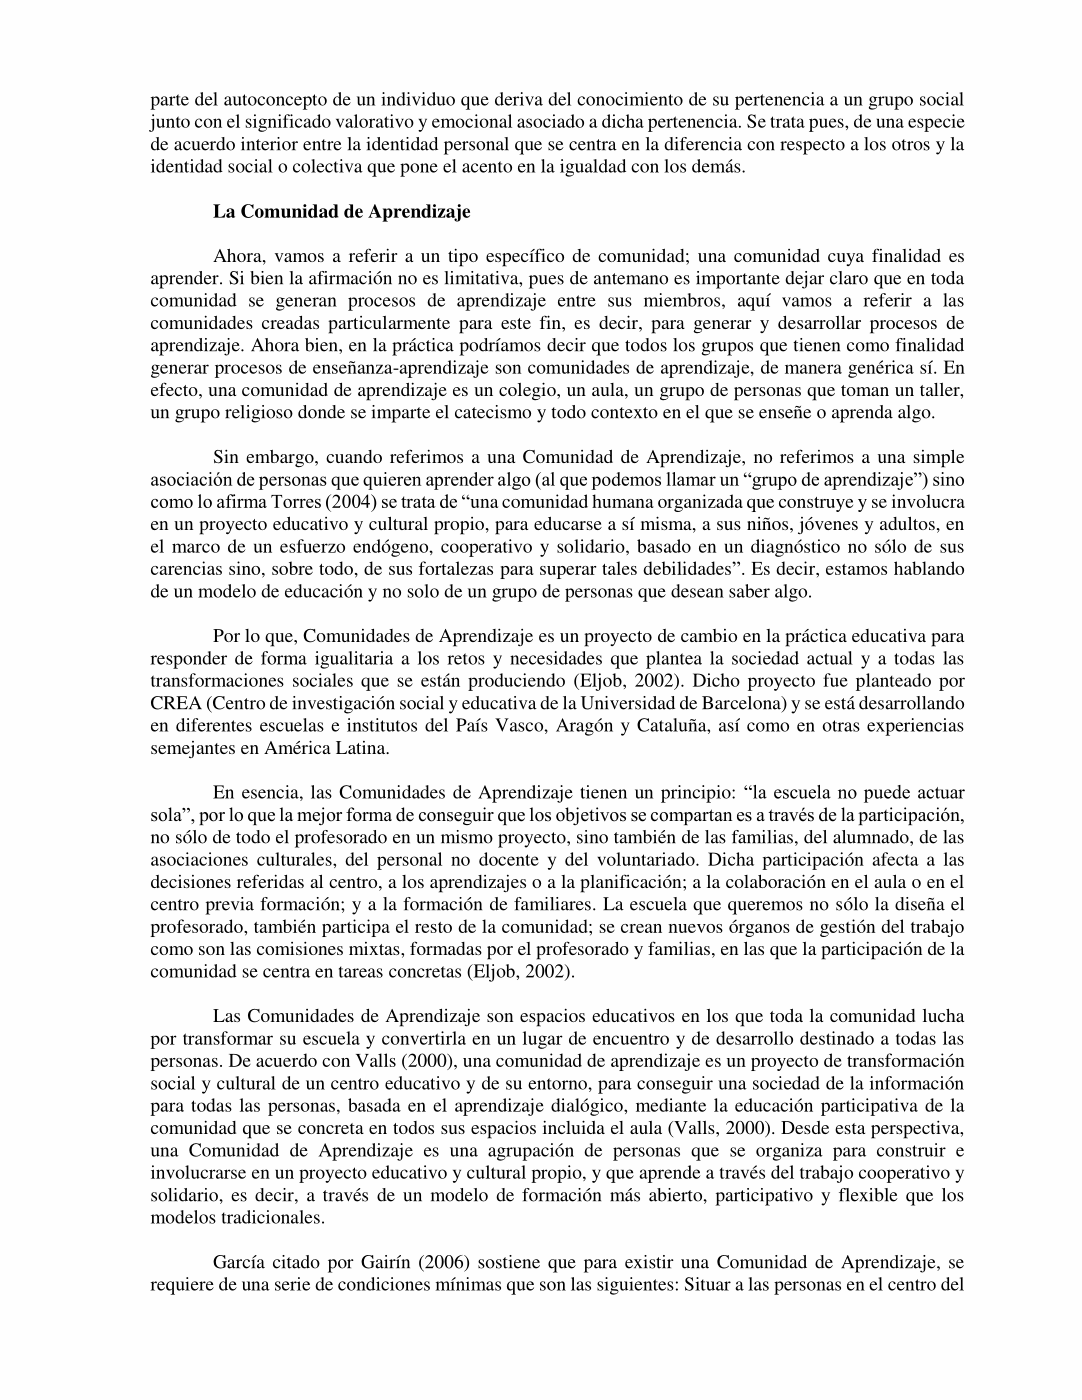 parte del autoconcepto de un individuo que deriva del conocimiento de su pertenencia a un grupo social
junto con el significado valorativo y emocional asociado a dicha pertenencia. Se trata pues, de una especie
de acuerdo interior entre la identidad personal que se centra en la diferencia con respecto a los otros y la
identidad social o colectiva que pone el acento en la igualdad con los demás.
La Comunidad de Aprendizaje
Ahora, vamos a referir a un tipo específico de comunidad; una comunidad cuya finalidad es
aprender. Si bien la afirmación no es limitativa, pues de antemano es importante dejar claro que en toda
comunidad se generan procesos de aprendizaje entre sus miembros, aquí vamos a referir a las
comunidades creadas particularmente para este fin, es decir, para generar y desarrollar procesos de
aprendizaje. Ahora bien, en la práctica podríamos decir que todos los grupos que tienen como finalidad
generar procesos de enseñanza-aprendizaje son comunidades de aprendizaje, de manera genérica sí. En
efecto, una comunidad de aprendizaje es un colegio, un aula, un grupo de personas que toman un taller,
un grupo religioso donde se imparte el catecismo y todo contexto en el que se enseñe o aprenda algo.
Sin embargo, cuando referimos a una Comunidad de Aprendizaje, no referimos a una simple
asociación de personas que quieren aprender algo (al que podemos llamar un “grupo de aprendizaje”) sino
como lo afirma Torres (2004) se trata de “una comunidad humana organizada que construye y se involucra
en un proyecto educativo y cultural propio, para educarse a sí misma, a sus niños, jóvenes y adultos, en
el marco de un esfuerzo endógeno, cooperativo y solidario, basado en un diagnóstico no sólo de sus
carencias sino, sobre todo, de sus fortalezas para superar tales debilidades”. Es decir, estamos hablando
de un modelo de educación y no solo de un grupo de personas que desean saber algo.
Por lo que, Comunidades de Aprendizaje es un proyecto de cambio en la práctica educativa para
responder de forma igualitaria a los retos y necesidades que plantea la sociedad actual y a todas las
transformaciones sociales que se están produciendo (Eljob, 2002). Dicho proyecto fue planteado por
CREA (Centro de investigación social y educativa de la Universidad de Barcelona) y se está desarrollando
en diferentes escuelas e institutos del País Vasco, Aragón y Cataluña, así como en otras experiencias
semejantes en América Latina.
En esencia, las Comunidades de Aprendizaje tienen un principio: “la escuela no puede actuar
sola”, por lo que la mejor forma de conseguir que los objetivos se compartan es a través de la participación,
no sólo de todo el profesorado en un mismo proyecto, sino también de las familias, del alumnado, de las
asociaciones culturales, del personal no docente y del voluntariado. Dicha participación afecta a las
decisiones referidas al centro, a los aprendizajes o a la planificación; a la colaboración en el aula o en el
centro previa formación; y a la formación de familiares. La escuela que queremos no sólo la diseña el
profesorado, también participa el resto de la comunidad; se crean nuevos órganos de gestión del trabajo
como son las comisiones mixtas, formadas por el profesorado y familias, en las que la participación de la
comunidad se centra en tareas concretas (Eljob, 2002).
Las Comunidades de Aprendizaje son espacios educativos en los que toda la comunidad lucha
por transformar su escuela y convertirla en un lugar de encuentro y de desarrollo destinado a todas las
personas. De acuerdo con Valls (2000), una comunidad de aprendizaje es un proyecto de transformación
social y cultural de un centro educativo y de su entorno, para conseguir una sociedad de la información
para todas las personas, basada en el aprendizaje dialógico, mediante la educación participativa de la
comunidad que se concreta en todos sus espacios incluida el aula (Valls, 2000). Desde esta perspectiva,
una Comunidad de Aprendizaje es una agrupación de personas que se organiza para construir e
involucrarse en un proyecto educativo y cultural propio, y que aprende a través del trabajo cooperativo y
solidario, es decir, a través de un modelo de formación más abierto, participativo y flexible que los
modelos tradicionales.
García citado por Gairín (2006) sostiene que para existir una Comunidad de Aprendizaje, se
requiere de una serie de condiciones mínimas que son las siguientes: Situar a las personas en el centro del